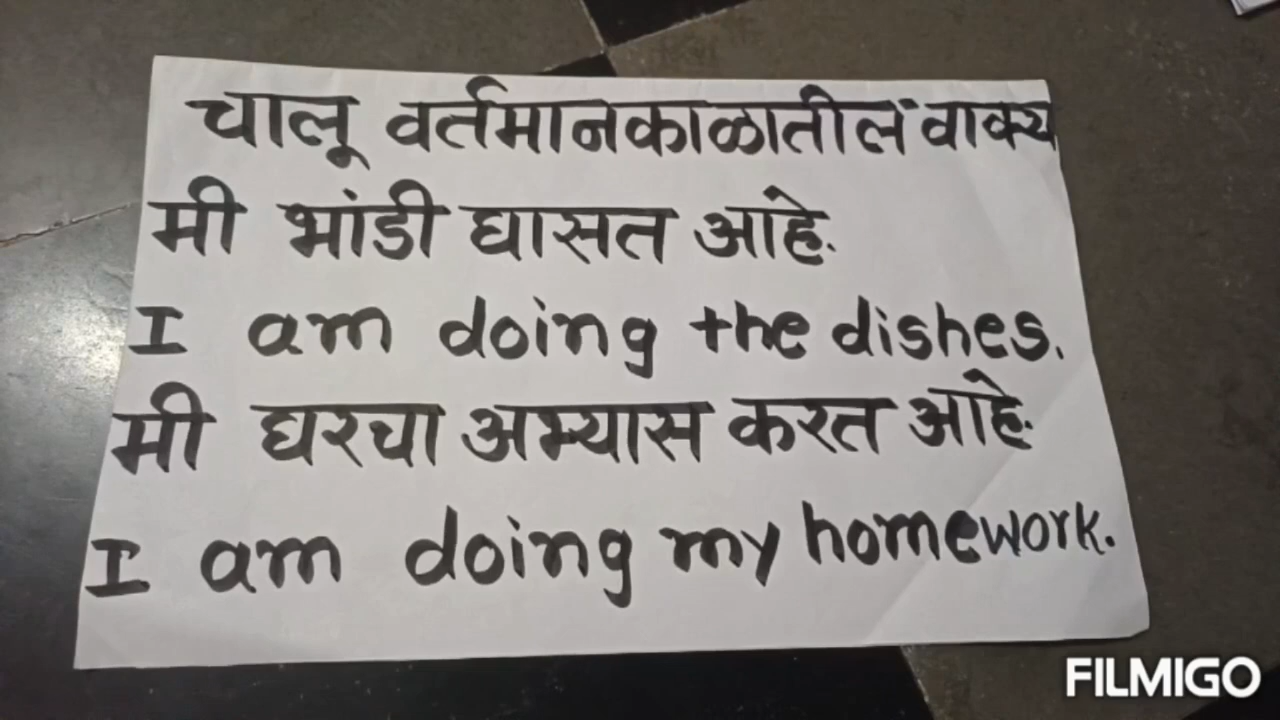 चालू वर्तमानकाळातील वाक्य
मी भांडी घासत आहे.
I am doing the dishes.
मी घरचा अभ्यास करत आहे.
I am doing my homework.
FILMIGO